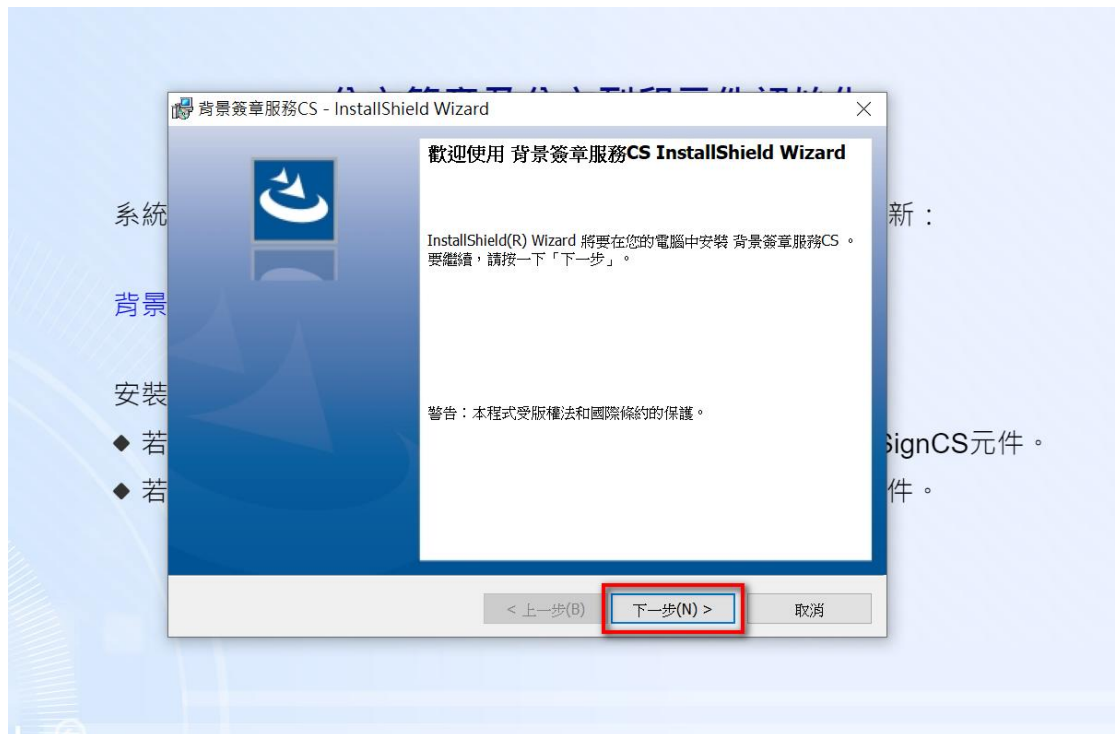 背景簽章服務CS - InstallShield Wizard
歡迎使用 背景簽章服務CS InstallShield Wizard
系統
新：
InstallShield(R) Wizard 將要在您的電腦中安裝 背景簽章服務CS 。
要繼續，請按一下「下一步」。
背景
安裝
警告：本程式受版權法和國際條約的保護。
◆ 若
SignCS元件。
◆ 若
件。
< 上一步(B)
下一步(N) >
取消